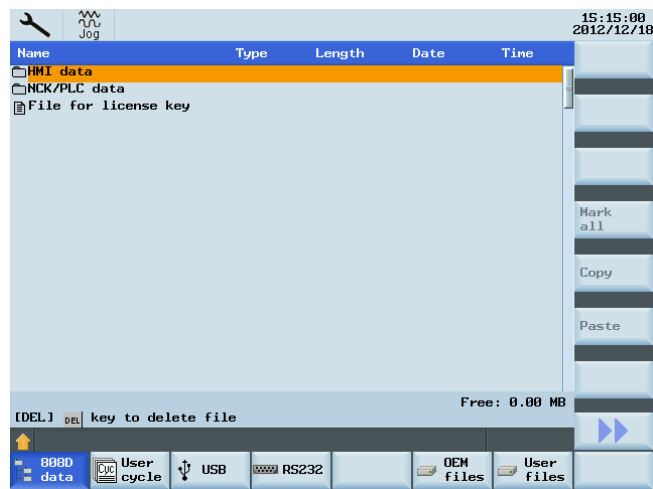 15:15:00
Jog
2012/12/18
Name Type Length Date Time
HMI data
NCK/PLC data
File for license key
Mark
all
Copy
Paste
Free: 0.00 MB
[DEL] DEL key to delete file
808D
data
Cyc
User
cycle
USB
RS232
OEM
files
User
files